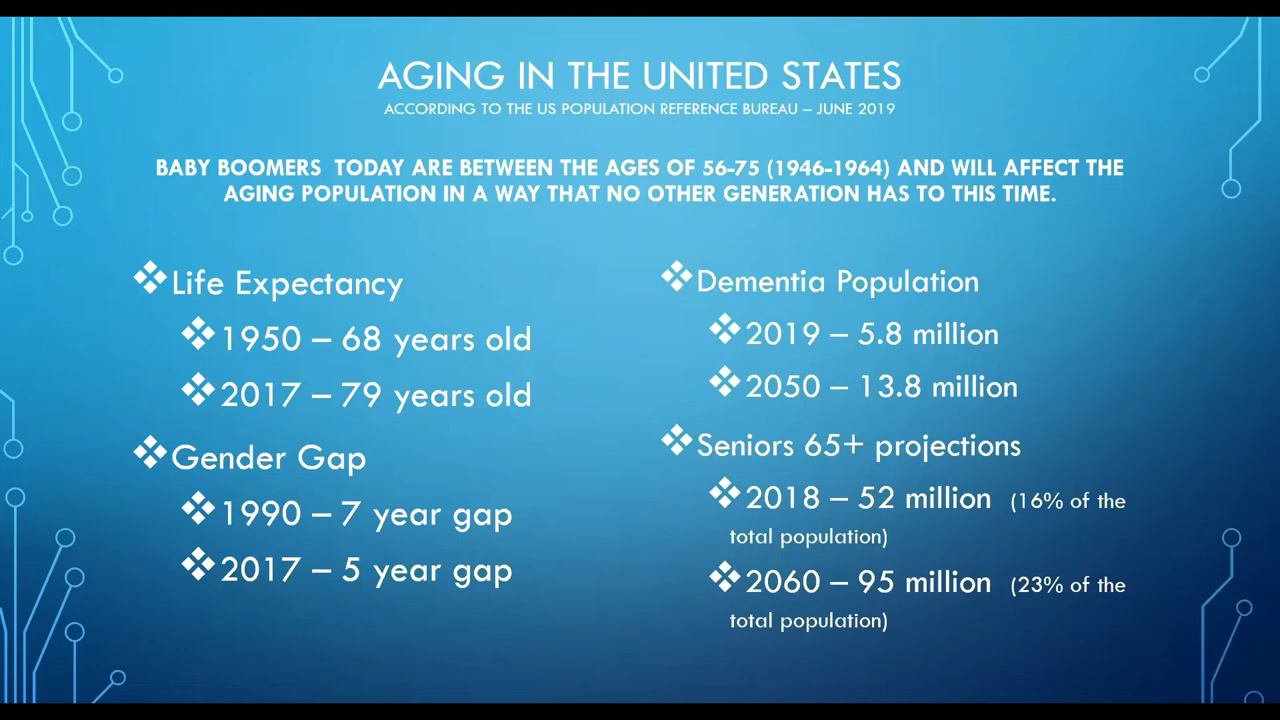 AGING IN THE UNITED STATES
ACCORDING TO THE US POPULATION REFERENCE BUREAU – JUNE 2019
BABY BOOMERS TODAY ARE BETWEEN THE AGES OF 56-75 (1946-1964) AND WILL AFFECT THE
AGING POPULATION IN A WAY THAT NO OTHER GENERATION HAS TO THIS TIME.
❖Life Expectancy
❖1950 – 68 years old
❖2017 – 79 years old
❖Gender Gap
❖1990 – 7 year gap
❖2017 – 5 year gap
❖Dementia Population
❖2019 – 5.8 million
❖2050 – 13.8 million
❖Seniors 65+ projections
❖2018 – 52 million (16% of the
total population)
❖2060 – 95 million (23% of the
total population)